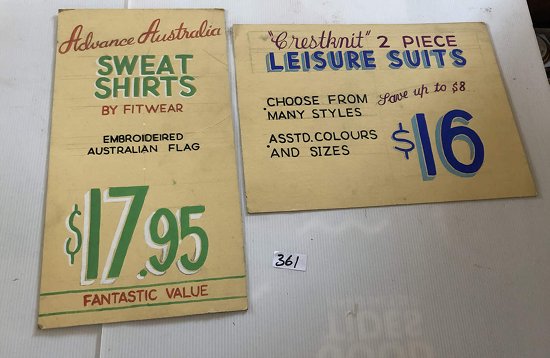 Advance Australia
SWEAT
SHIRTS
BY FITWEAR
EMBROIDEIRED
AUSTRALIAN FLAG
$17.95
FANTASTIC VALUE
"Crestknit" 2 PIECE
LEISURE SUITS
CHOOSE FROM
MANY STYLES
Save up to $8
ASSTD. COLOURS
AND SIZES
$16
361